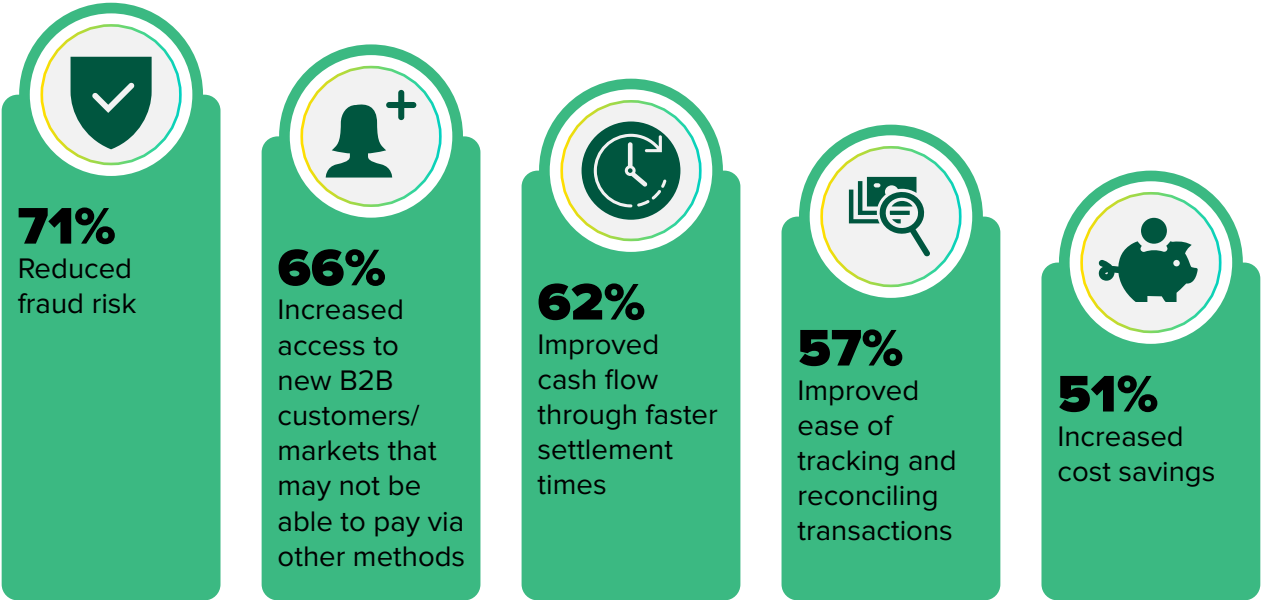 71%
Reduced
fraud risk
66%
Increased
access to
new B2B
customers/
markets that
may not be
able to pay via
other methods
62%
Improved
cash flow
through faster
settlement
times
57%
Improved
ease of
tracking and
reconciling
transactions
51%
Increased
cost savings